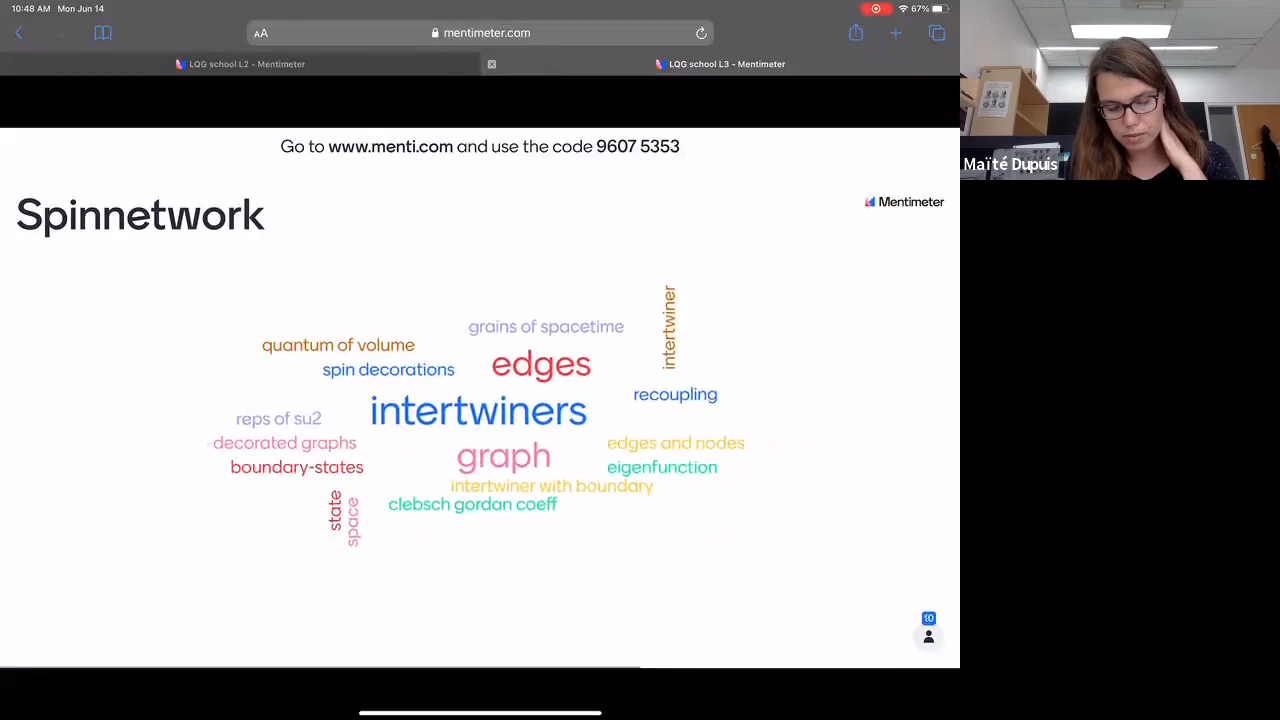 10:48 AM Mon Jun 14
67%
AA
mentimeter.com
LQG school L2 - Mentimeter
LQG school L3 - Mentimeter
Go to www.menti.com and use the code 9607 5353
Spinnetwork
Mentimeter
intertwiner
grains of spacetime
quantum of volume
edges
spin decorations
recoupling
intertwiners
reps of su2
decorated graphs
edges and nodes
graph
boundary-states
eigenfunction
intertwiner with boundary
clebsch gordan coeff
state
space
10
Maïté Dupuis